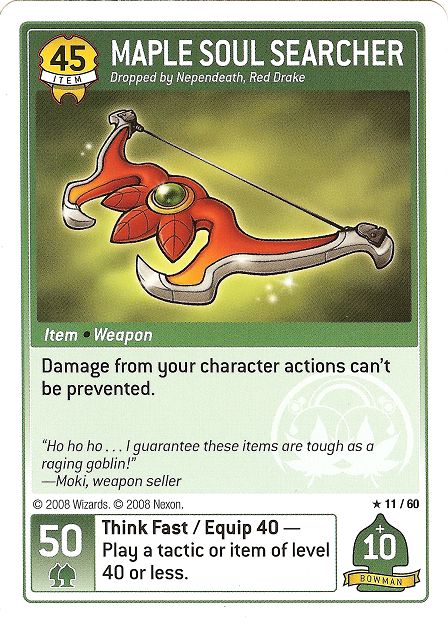 45
ITEM
MAPLE SOUL SEARCHER
Dropped by Nependeath, Red Drake
Item • Weapon
Damage from your character actions can't
be prevented.
"Ho ho ho . . . I guarantee these items are tough as a
raging goblin!"
—Moki, weapon seller
© 2008 Wizards. © 2008 Nexon.
★ 11 / 60
50
Think Fast / Equip 40 —
Play a tactic or item of level
40 or less.
+
10
BOWMAN